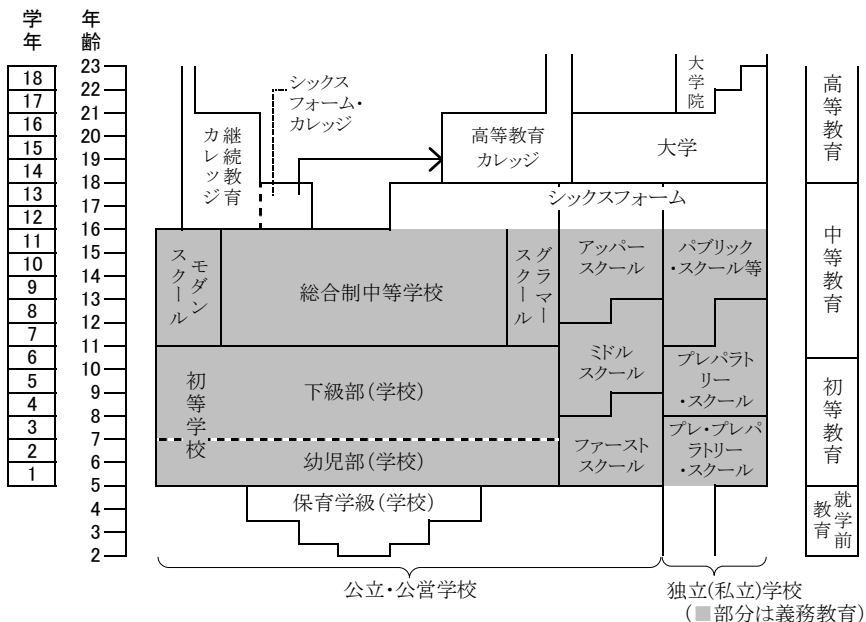 学年
年齢
18
17
16
15
14
13
12
11
10
9
8
7
6
5
4
3
2
1
23
22
21
20
19
18
17
16
15
14
13
12
11
10
9
8
7
6
5
4
3
2
継続教育
カレッジ
シックス
フォーム・
カレッジ
高等教育
カレッジ
大学院
大学
シックスフォーム
モダン
スクール
総合制中等学校
グラマー
スクール
アッパー
スクール
パブリック
・スクール等
ミドル
スクール
プレパラト
リー
・スクール
初等学校
下級部(学校)
幼児部(学校)
ファースト
スクール
プレ・プレパ
ラトリー
・スクール
保育学級(学校)
高等教育
中等教育
初等教育
就学前
教育
公立・公営学校
独立(私立)学校
(■部分は義務教育)